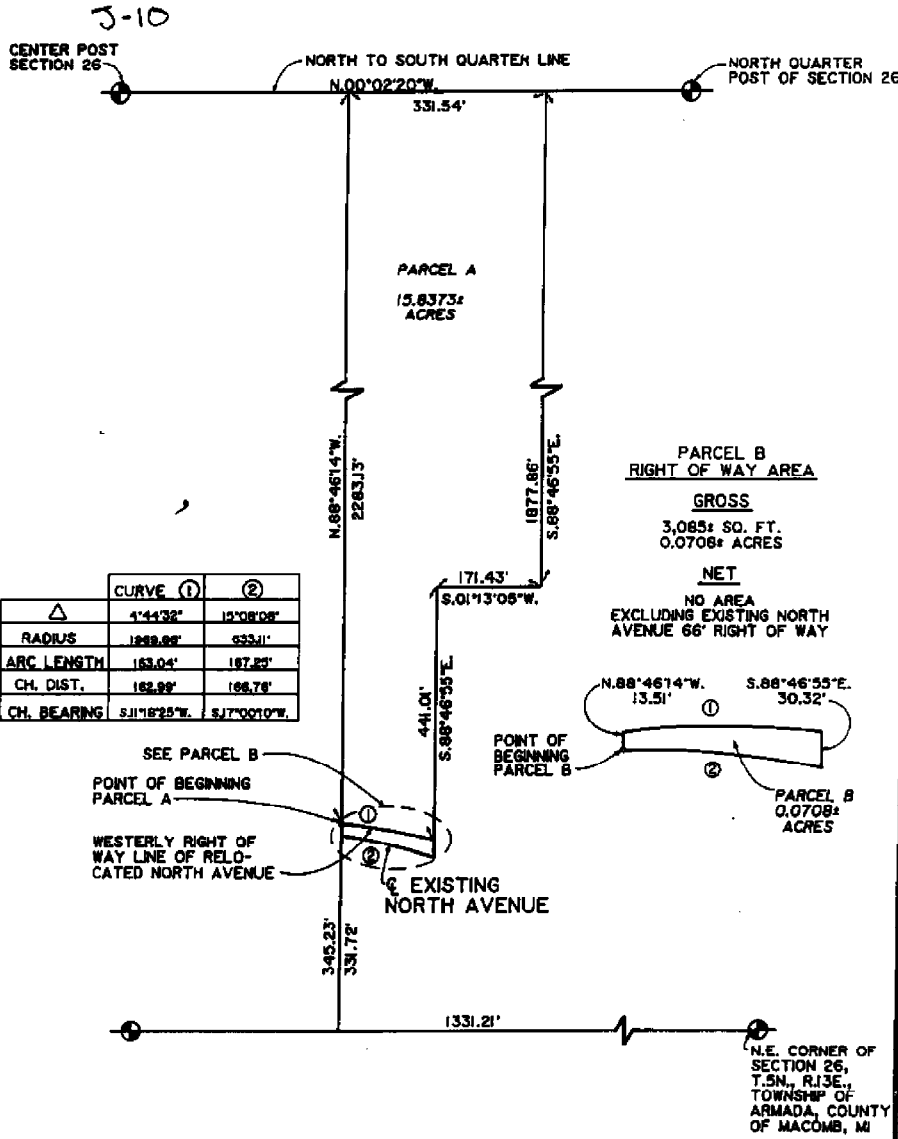 J-10
CENTER POST
SECTION 26
NORTH TO SOUTH QUARTER LINE
N.00°02'20"W.
331.54'
NORTH QUARTER
POST OF SECTION 26
PARCEL A
15.8373±
ACRES
N.88°46'14"W.
2283.13'
1877.86'
S.88°46'55"E.
PARCEL B
RIGHT OF WAY AREA
GROSS
3,085± SQ. FT.
0.0708± ACRES
NET
NO AREA
EXCLUDING EXISTING NORTH
AVENUE 66' RIGHT OF WAY
171.43'
S.01°13'05"W.
441.01'
S.88°46'55"E.
CURVE ① ②
△ 4°44'32" 15°08'08"
RADIUS 633.11'
ARC LENGTH 163.04' 167.25'
CH. DIST. 162.99' 166.76'
CH. BEARING S.11°18'25"W. S.17°00'10"W.
N.88°46'14"W.
13.51'
S.88°46'55"E.
30.32'
①
POINT OF
BEGINNING
PARCEL B
②
PARCEL B
0.0708±
ACRES
SEE PARCEL B
POINT OF BEGINNING
PARCEL A
①
WESTERLY RIGHT OF
WAY LINE OF RELO-
CATED NORTH AVENUE
②
℄ EXISTING
NORTH AVENUE
345.23'
331.72'
1331.21'
N.E. CORNER OF
SECTION 26,
T.5N., R.13E.,
TOWNSHIP OF
ARMADA, COUNTY
OF MACOMB, MI